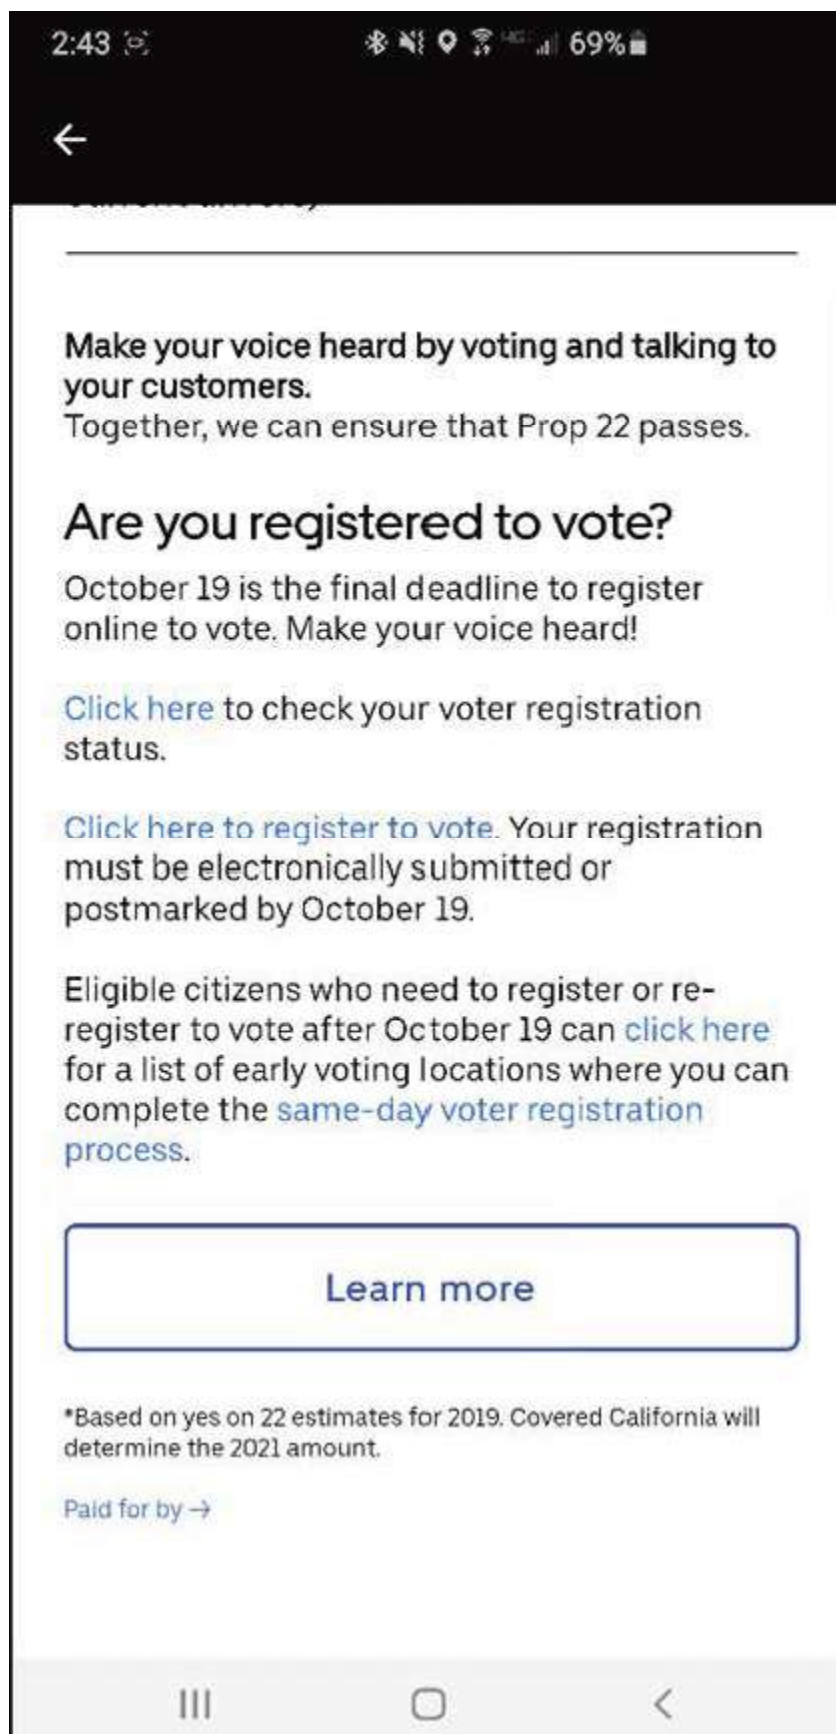 2:43
69%
Make your voice heard by voting and talking to
your customers.
Together, we can ensure that Prop 22 passes.
Are you registered to vote?
October 19 is the final deadline to register
online to vote. Make your voice heard!
Click here to check your voter registration
status.
Click here to register to vote. Your registration
must be electronically submitted or
postmarked by October 19.
Eligible citizens who need to register or re-
register to vote after October 19 can click here
for a list of early voting locations where you can
complete the same-day voter registration
process.
Learn more
*Based on yes on 22 estimates for 2019. Covered California will
determine the 2021 amount.
Paid for by →